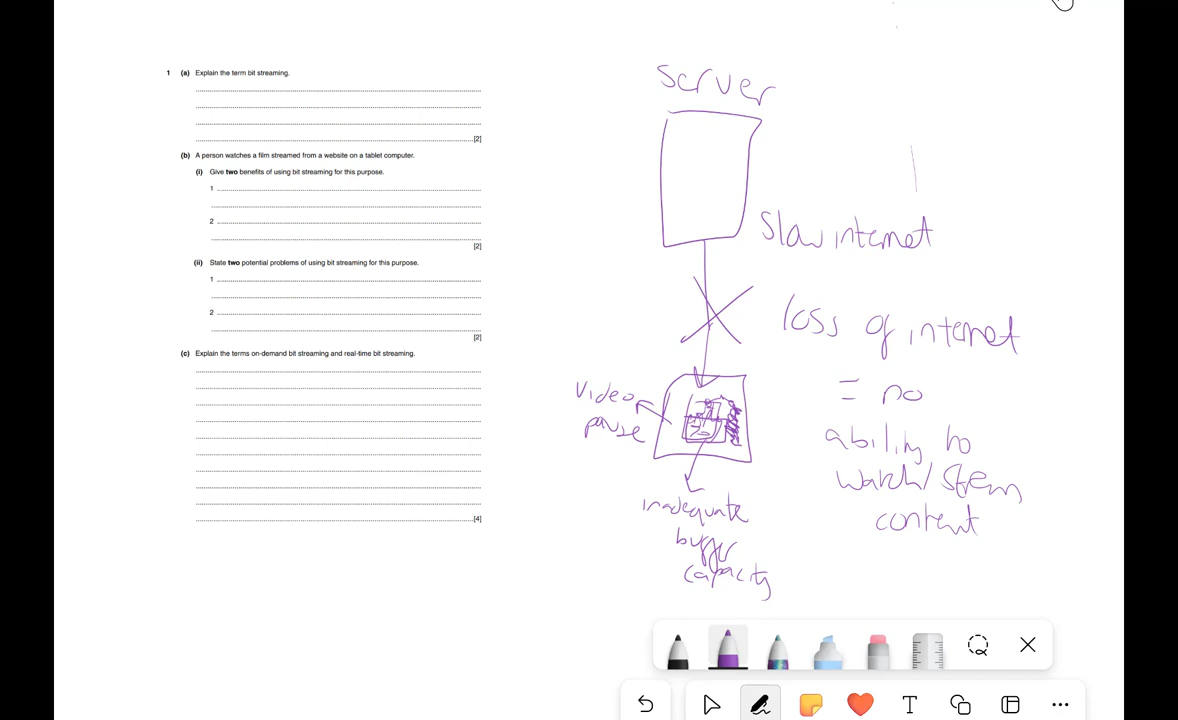 1 (a) Explain the term bit streaming.
[2]
(b) A person watches a film streamed from a website on a tablet computer.
(i) Give two benefits of using bit streaming for this purpose.
1
2
[2]
(ii) State two potential problems of using bit streaming for this purpose.
1
2
[2]
(c) Explain the terms on-demand bit streaming and real-time bit streaming.
[4]
Server
Slow internet
loss of internet
= no
ability to
watch/strem
content
Video
pause
inadequate
buffer
capacity
T